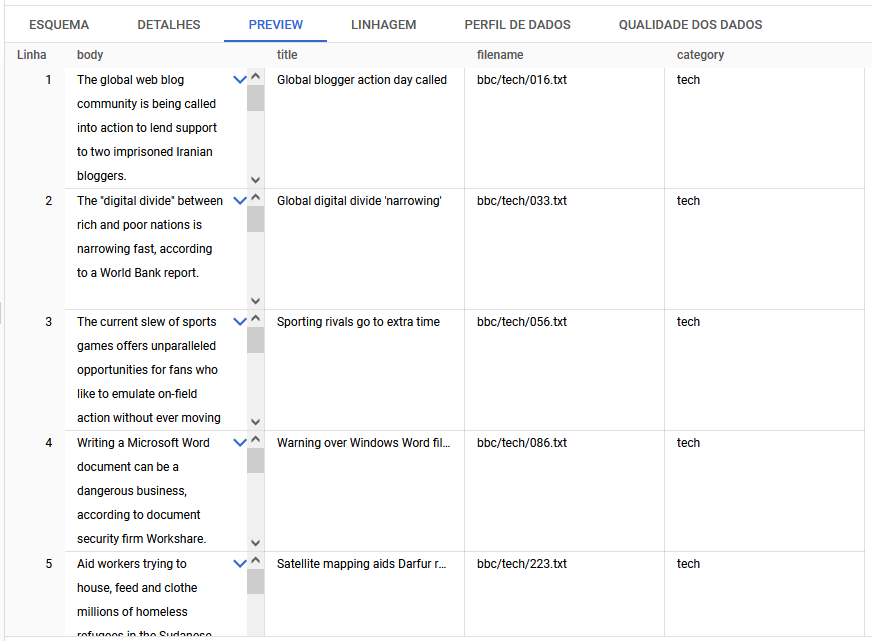 ESQUEMA DETALHES PREVIEW LINHAGEM PERFIL DE DADOS QUALIDADE DOS DADOS
Linha body title filename category
1 The global web blog Global blogger action day called bbc/tech/016.txt tech
community is being called
into action to lend support
to two imprisoned Iranian
bloggers.
2 The "digital divide" between Global digital divide 'narrowing' bbc/tech/033.txt tech
rich and poor nations is
narrowing fast, according
to a World Bank report.
3 The current slew of sports Sporting rivals go to extra time bbc/tech/056.txt tech
games offers unparalleled
opportunities for fans who
like to emulate on-field
action without ever moving
4 Writing a Microsoft Word Warning over Windows Word fil... bbc/tech/086.txt tech
document can be a
dangerous business,
according to document
security firm Workshare.
5 Aid workers trying to Satellite mapping aids Darfur r... bbc/tech/223.txt tech
house, feed and clothe
millions of homeless
refugees in the Sudanese